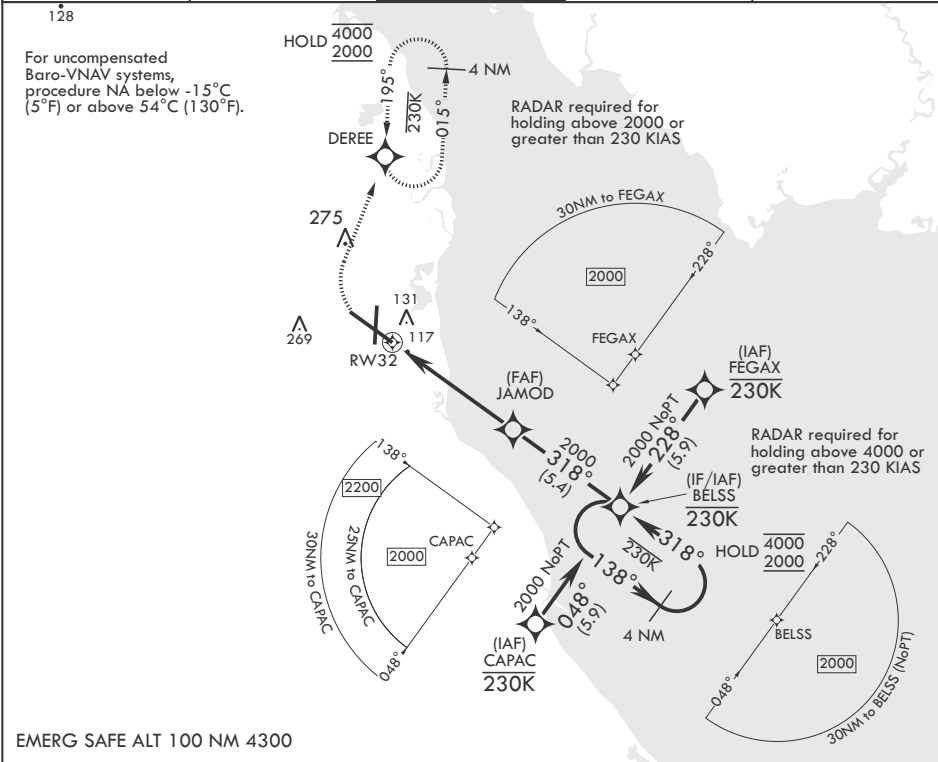 128
For uncompensated
Baro-VNAV systems,
procedure NA below -15°C
(5°F) or above 54°C (130°F).
HOLD 4000
2000
4 NM
195°
230K
015°
DEREE
RADAR required for
holding above 2000 or
greater than 230 KIAS
275
30NM to FEGAX
2000
228°
138°
FEGAX
131
117
269
RW32
(FAF)
JAMOD
(IAF)
FEGAX
230K
2000 NoPT
228°
(5.9)
RADAR required for
holding above 4000 or
greater than 230 KIAS
2000
318°
(5.4)
(IF/IAF)
BELSS
230K
138°
2200
CAPAC
2000
25NM to CAPAC
30NM to CAPAC
048°
318°
230K
138°
HOLD 4000
2000
4 NM
2000 NoPT
048°
(5.9)
(IAF)
CAPAC
230K
228°
BELSS
2000
048°
30NM to BELSS (NoPT)
EMERG SAFE ALT 100 NM 4300